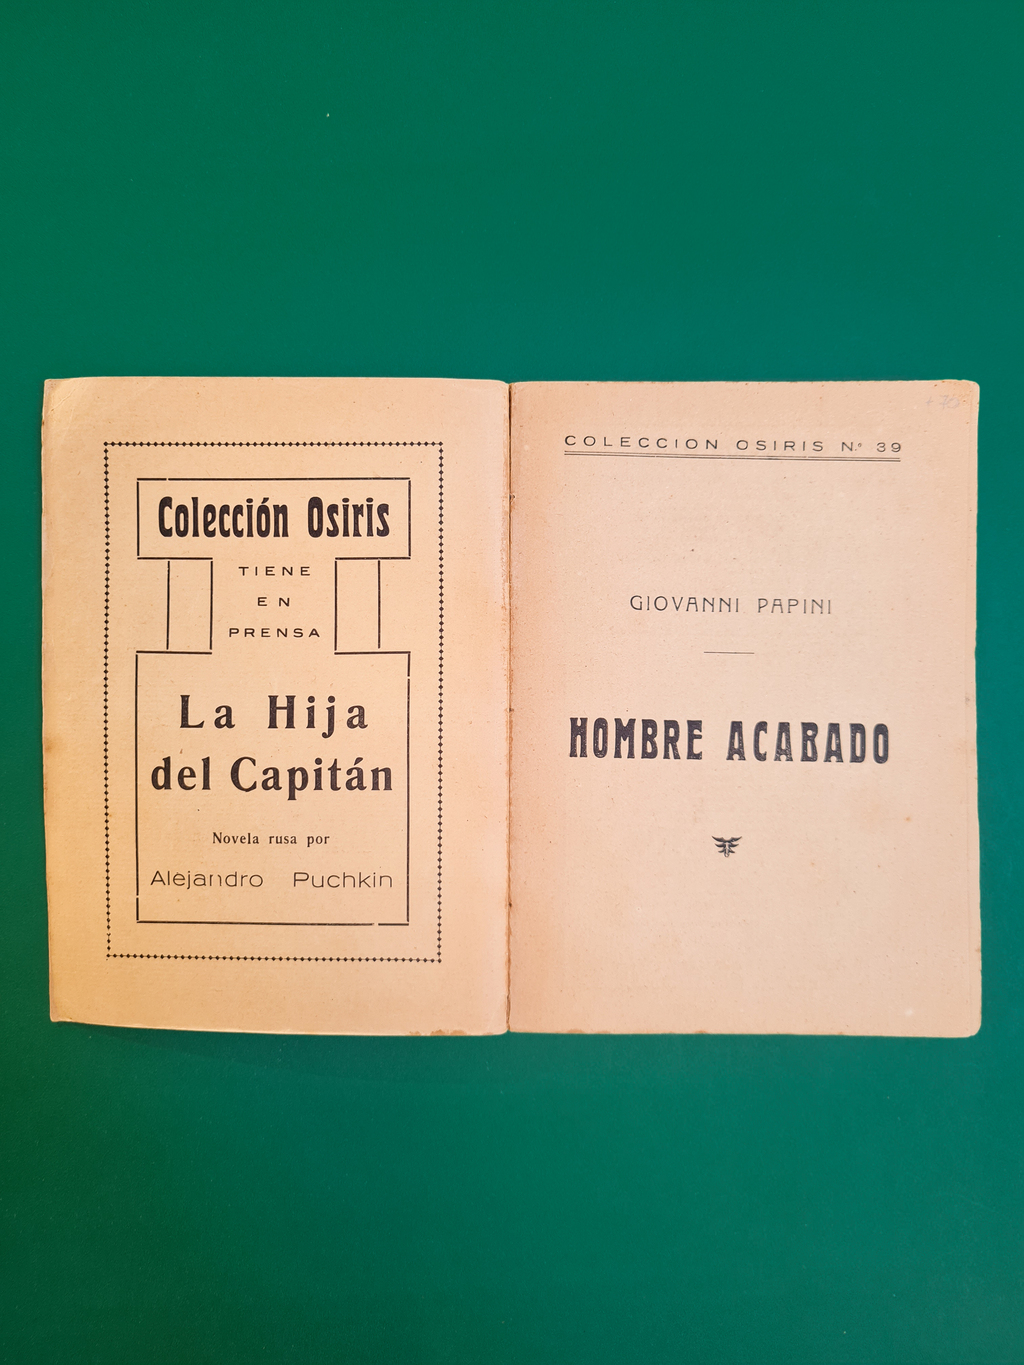 Colección Osiris
TIENE
EN
PRENSA
La Hija
del Capitán
Novela rusa por
Alejandro Puchkin
COLECCION OSIRIS N.º 39
GIOVANNI PAPINI
HOMBRE ACABADO